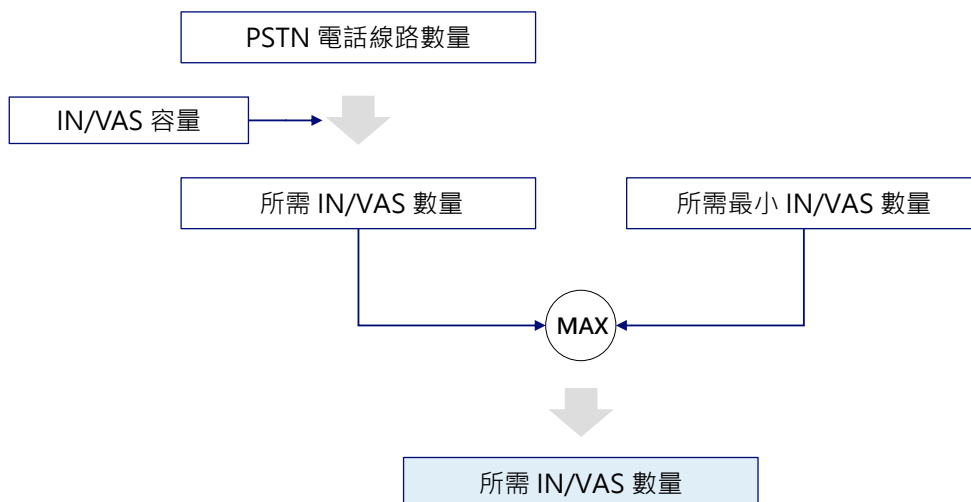 PSTN 電話線路數量
IN/VAS 容量
所需 IN/VAS 數量
所需最小 IN/VAS 數量
MAX
所需 IN/VAS 數量